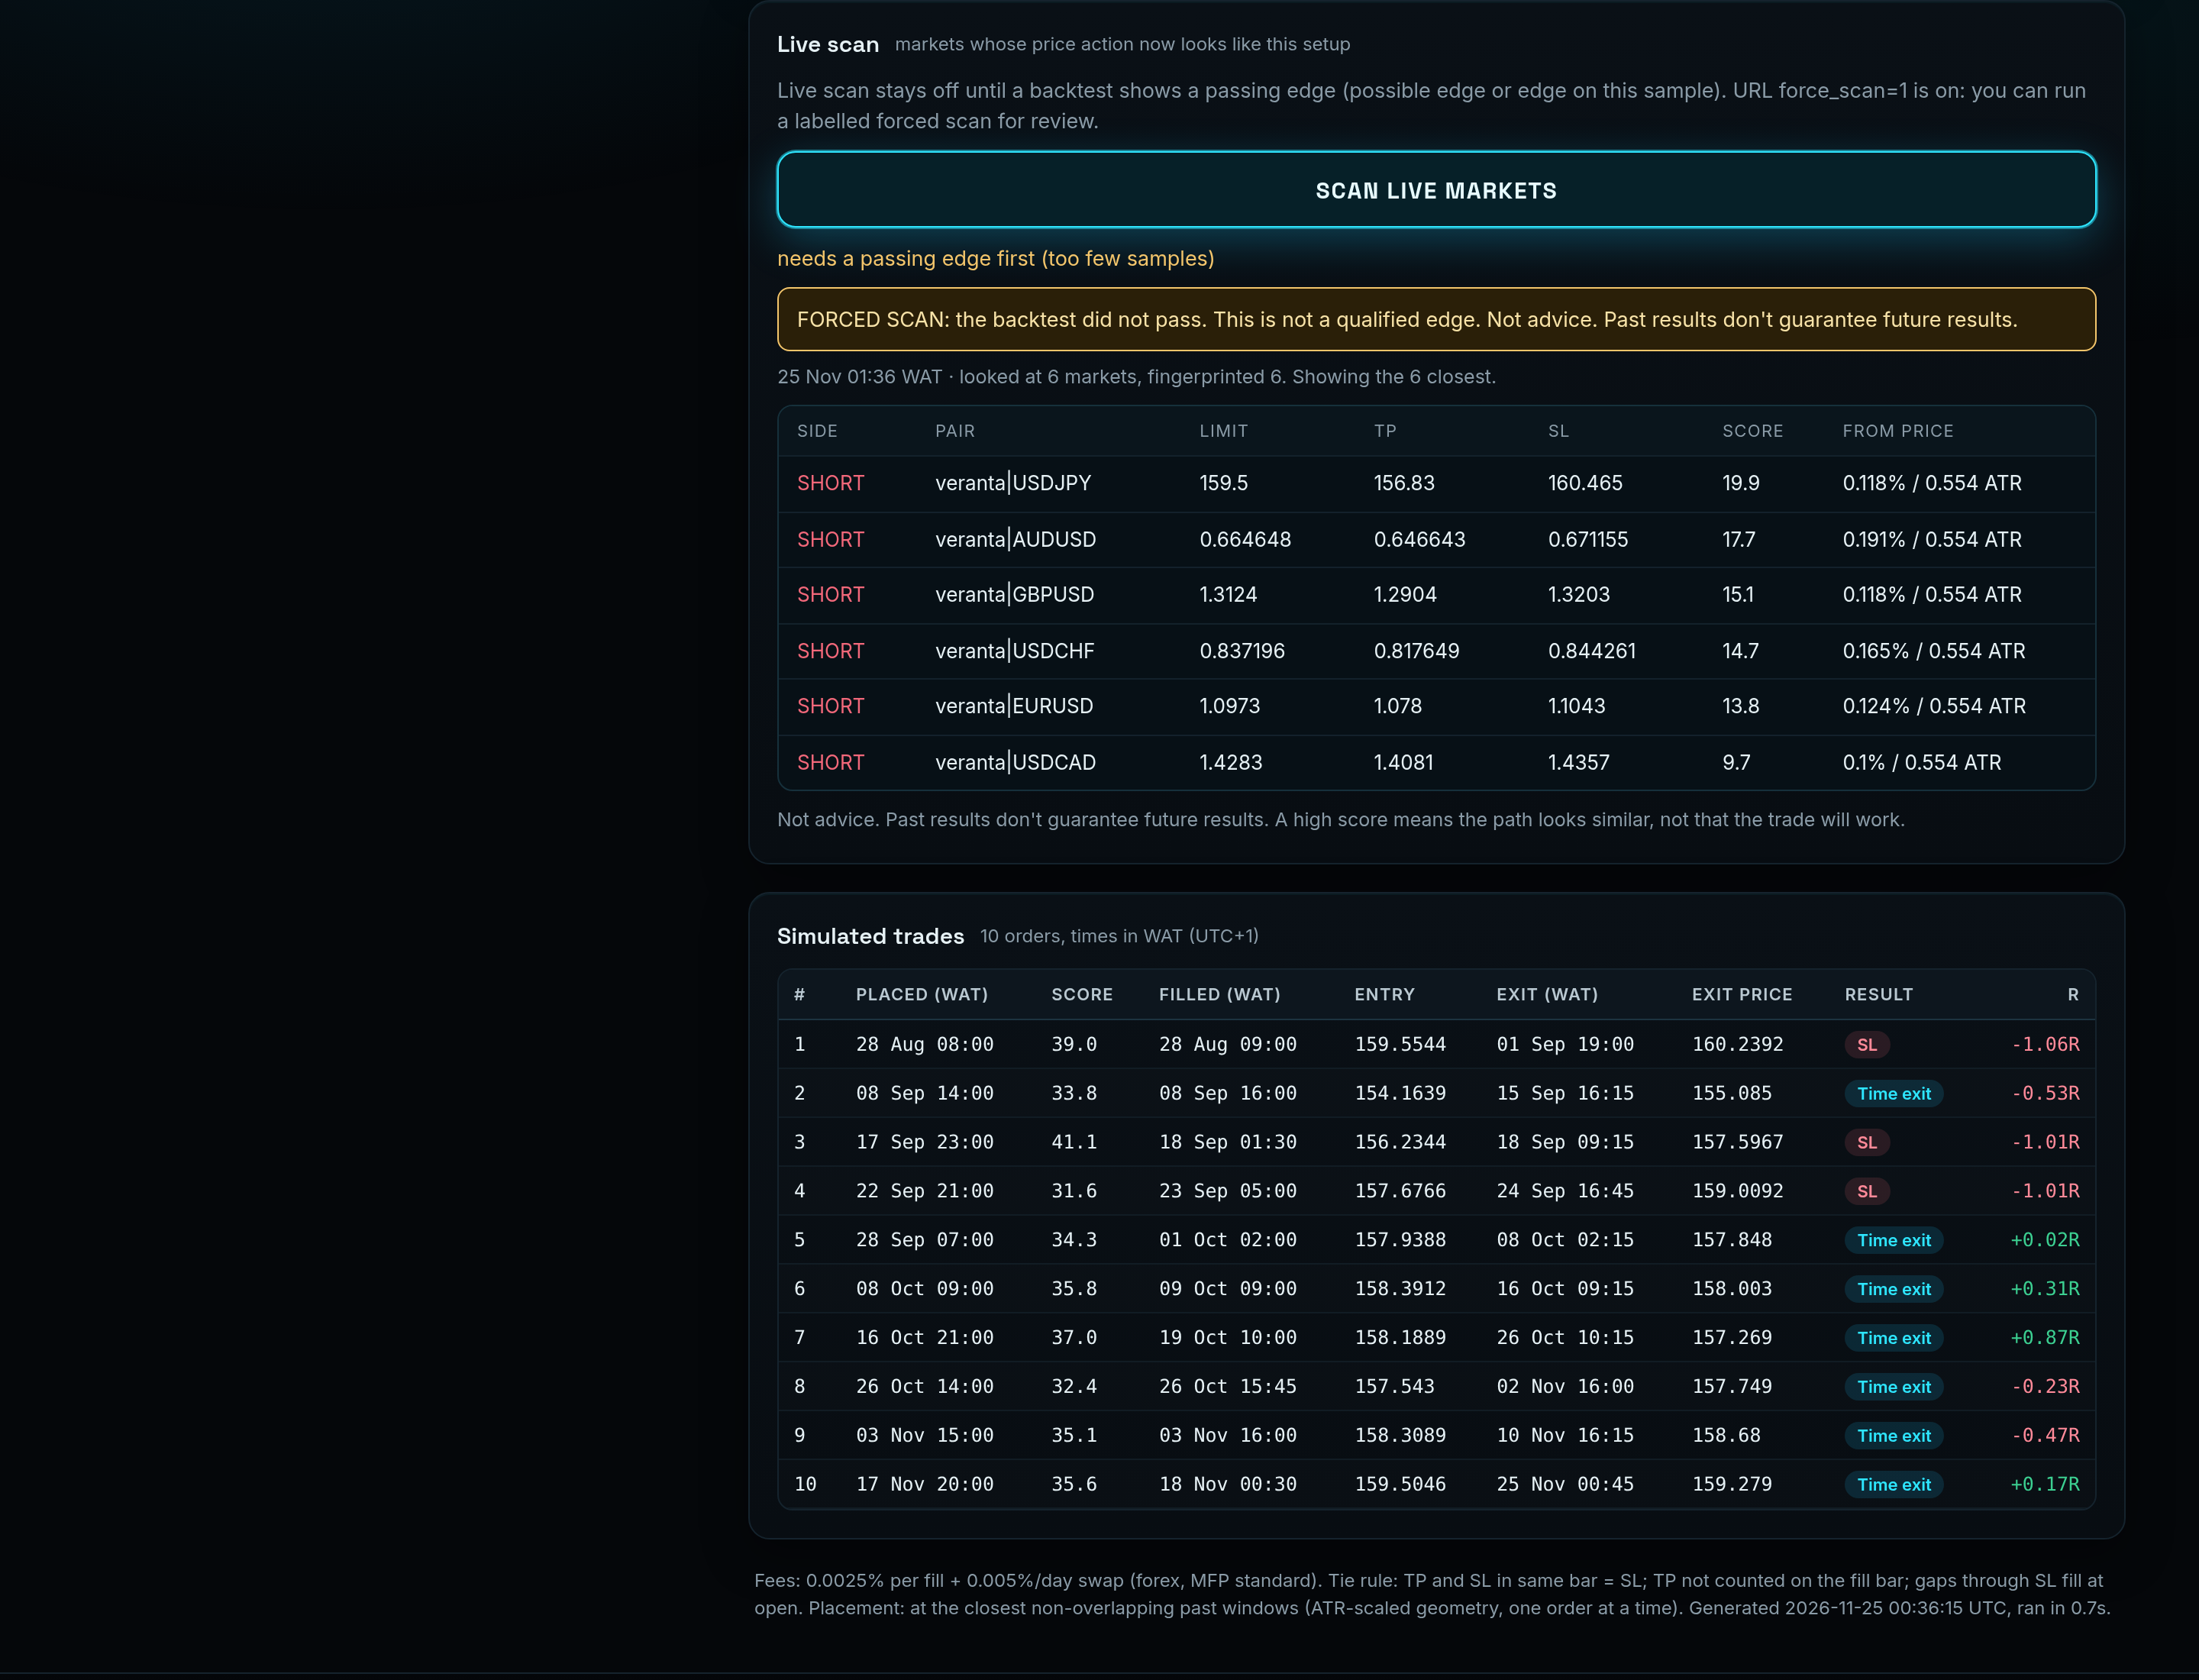 Live scan markets whose price action now looks like this setup
Live scan stays off until a backtest shows a passing edge (possible edge or edge on this sample). URL force_scan=1 is on: you can run
a labelled forced scan for review.
SCAN LIVE MARKETS
needs a passing edge first (too few samples)
FORCED SCAN: the backtest did not pass. This is not a qualified edge. Not advice. Past results don't guarantee future results.
25 Nov 01:36 WAT · looked at 6 markets, fingerprinted 6. Showing the 6 closest.
SIDE PAIR LIMIT TP SL SCORE FROM PRICE
SHORT veranta|USDJPY 159.5 156.83 160.465 19.9 0.118% / 0.554 ATR
SHORT veranta|AUDUSD 0.664648 0.646643 0.671155 17.7 0.191% / 0.554 ATR
SHORT veranta|GBPUSD 1.3124 1.2904 1.3203 15.1 0.118% / 0.554 ATR
SHORT veranta|USDCHF 0.837196 0.817649 0.844261 14.7 0.165% / 0.554 ATR
SHORT veranta|EURUSD 1.0973 1.078 1.1043 13.8 0.124% / 0.554 ATR
SHORT veranta|USDCAD 1.4283 1.4081 1.4357 9.7 0.1% / 0.554 ATR
Not advice. Past results don't guarantee future results. A high score means the path looks similar, not that the trade will work.
Simulated trades 10 orders, times in WAT (UTC+1)
# PLACED (WAT) SCORE FILLED (WAT) ENTRY EXIT (WAT) EXIT PRICE RESULT R
1 28 Aug 08:00 39.0 28 Aug 09:00 159.5544 01 Sep 19:00 160.2392 SL -1.06R
2 08 Sep 14:00 33.8 08 Sep 16:00 154.1639 15 Sep 16:15 155.085 Time exit -0.53R
3 17 Sep 23:00 41.1 18 Sep 01:30 156.2344 18 Sep 09:15 157.5967 SL -1.01R
4 22 Sep 21:00 31.6 23 Sep 05:00 157.6766 24 Sep 16:45 159.0092 SL -1.01R
5 28 Sep 07:00 34.3 01 Oct 02:00 157.9388 08 Oct 02:15 157.848 Time exit +0.02R
6 08 Oct 09:00 35.8 09 Oct 09:00 158.3912 16 Oct 09:15 158.003 Time exit +0.31R
7 16 Oct 21:00 37.0 19 Oct 10:00 158.1889 26 Oct 10:15 157.269 Time exit +0.87R
8 26 Oct 14:00 32.4 26 Oct 15:45 157.543 02 Nov 16:00 157.749 Time exit -0.23R
9 03 Nov 15:00 35.1 03 Nov 16:00 158.3089 10 Nov 16:15 158.68 Time exit -0.47R
10 17 Nov 20:00 35.6 18 Nov 00:30 159.5046 25 Nov 00:45 159.279 Time exit +0.17R
Fees: 0.0025% per fill + 0.005%/day swap (forex, MFP standard). Tie rule: TP and SL in same bar = SL; TP not counted on the fill bar; gaps through SL fill at
open. Placement: at the closest non-overlapping past windows (ATR-scaled geometry, one order at a time). Generated 2026-11-25 00:36:15 UTC, ran in 0.7s.